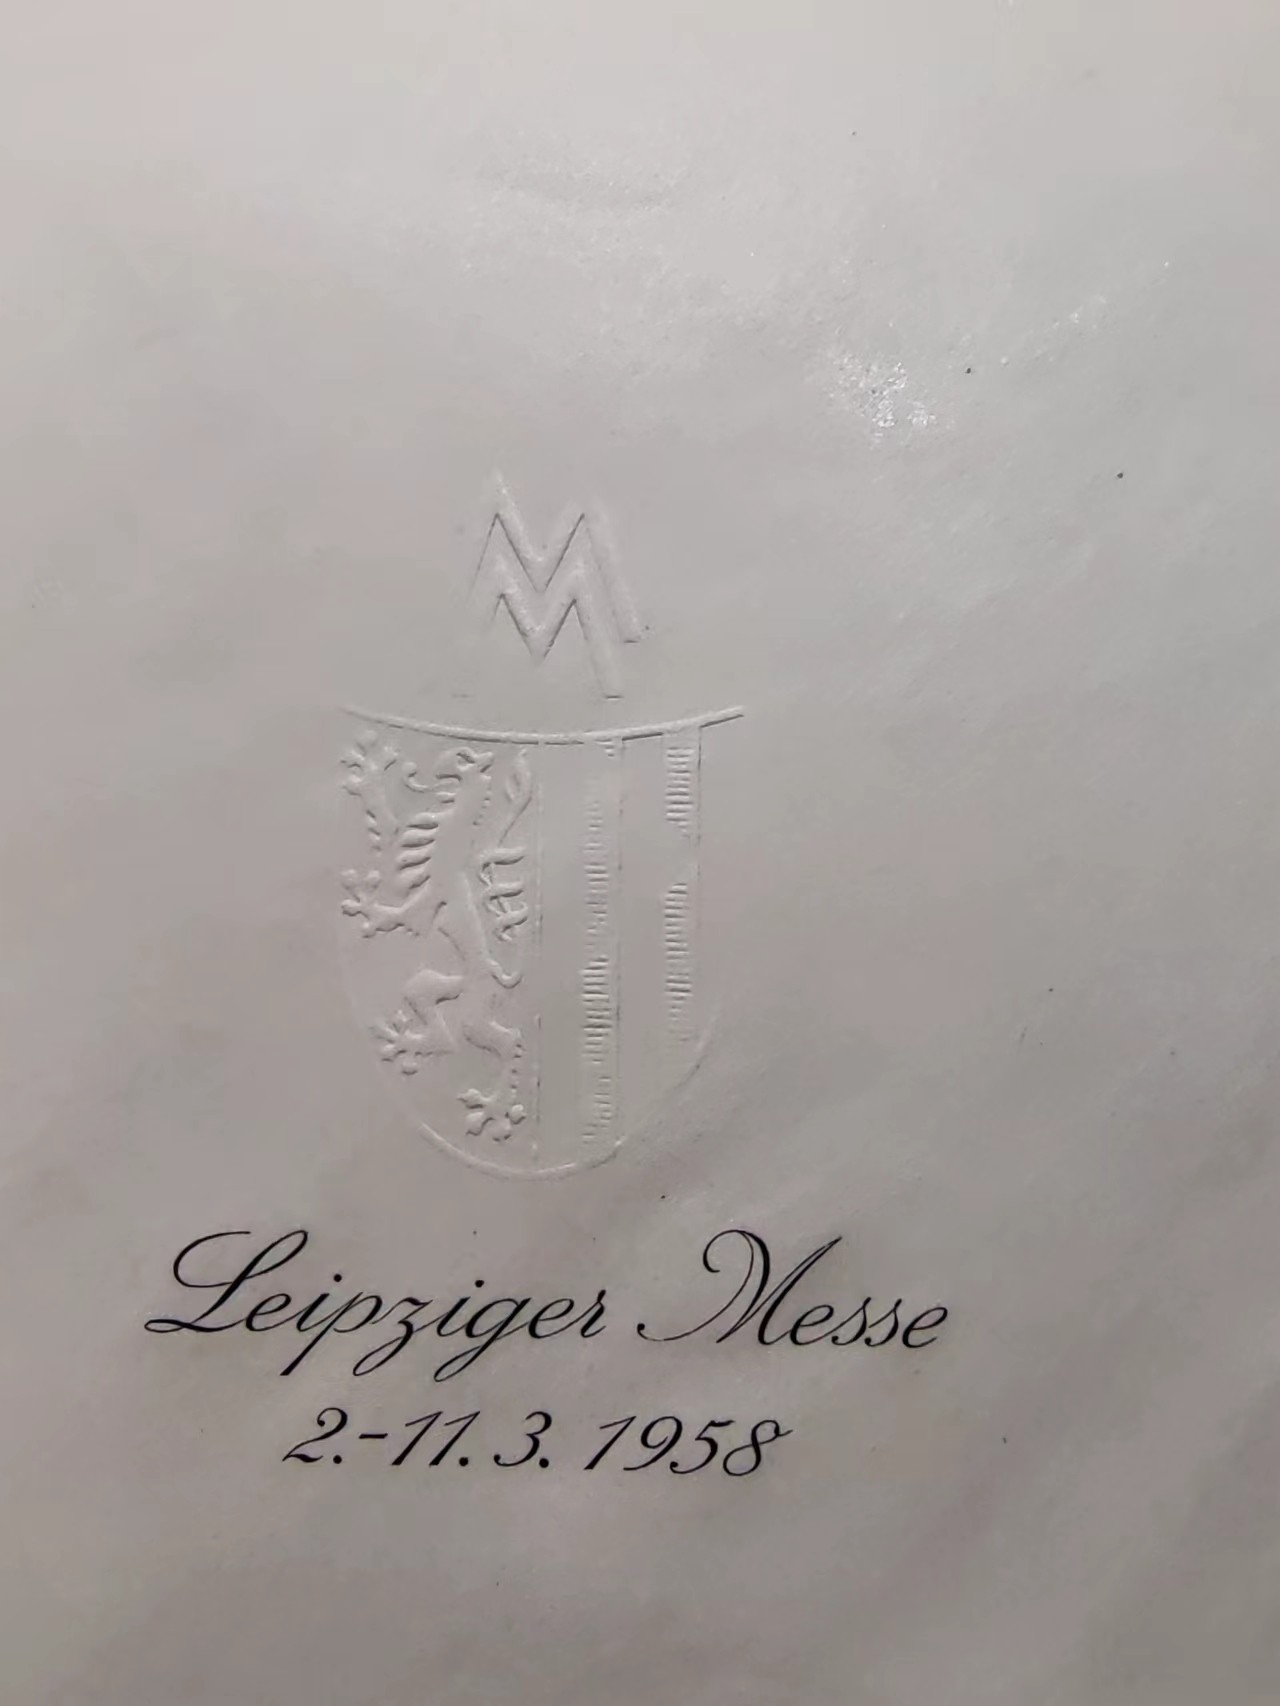 MM
Leipziger Messe
2.-11. 3. 1958